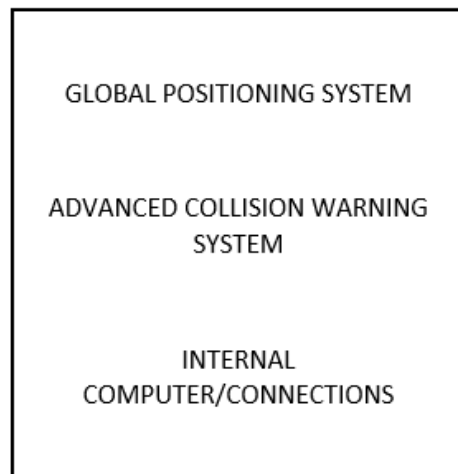 GLOBAL POSITIONING SYSTEM
ADVANCED COLLISION WARNING
SYSTEM
INTERNAL
COMPUTER/CONNECTIONS